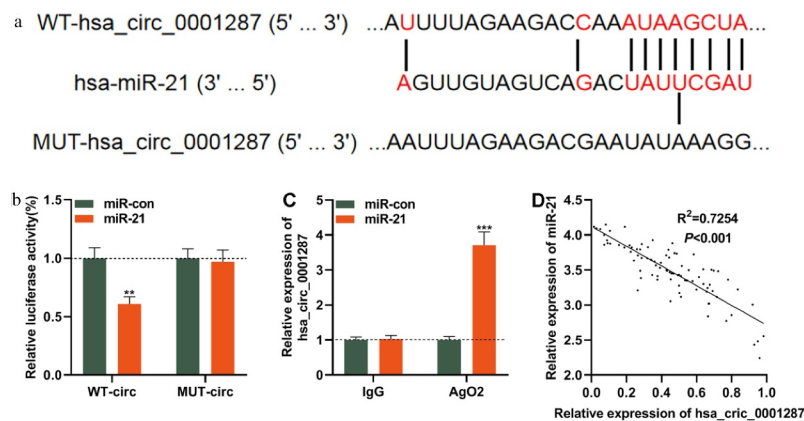 a
WT-hsa_circ_0001287 (5' ... 3') ...AUUUUAGAAGACCAAAUAAGCUA...
hsa-miR-21 (3' ... 5') AGUUGUAGUCAGACUAUUCGAU
MUT-hsa_circ_0001287 (5' ... 3') ...AAUUUAGAAGACGAAUAUAAAGG...
b
miR-con
miR-21
Relative luciferase activity(%)
1.5
1.0
0.5
0.0
**
WT-circ MUT-circ
C
miR-con
miR-21
Relative expression of
hsa_circ_0001287
5
4
3
2
1
0
***
IgG AgO2
D
Relative expression of miR-21
4.5
4.0
3.5
3.0
2.5
2.0
R²=0.7254
P<0.001
0.0 0.2 0.4 0.6 0.8 1.0
Relative expression of hsa_cric_0001287